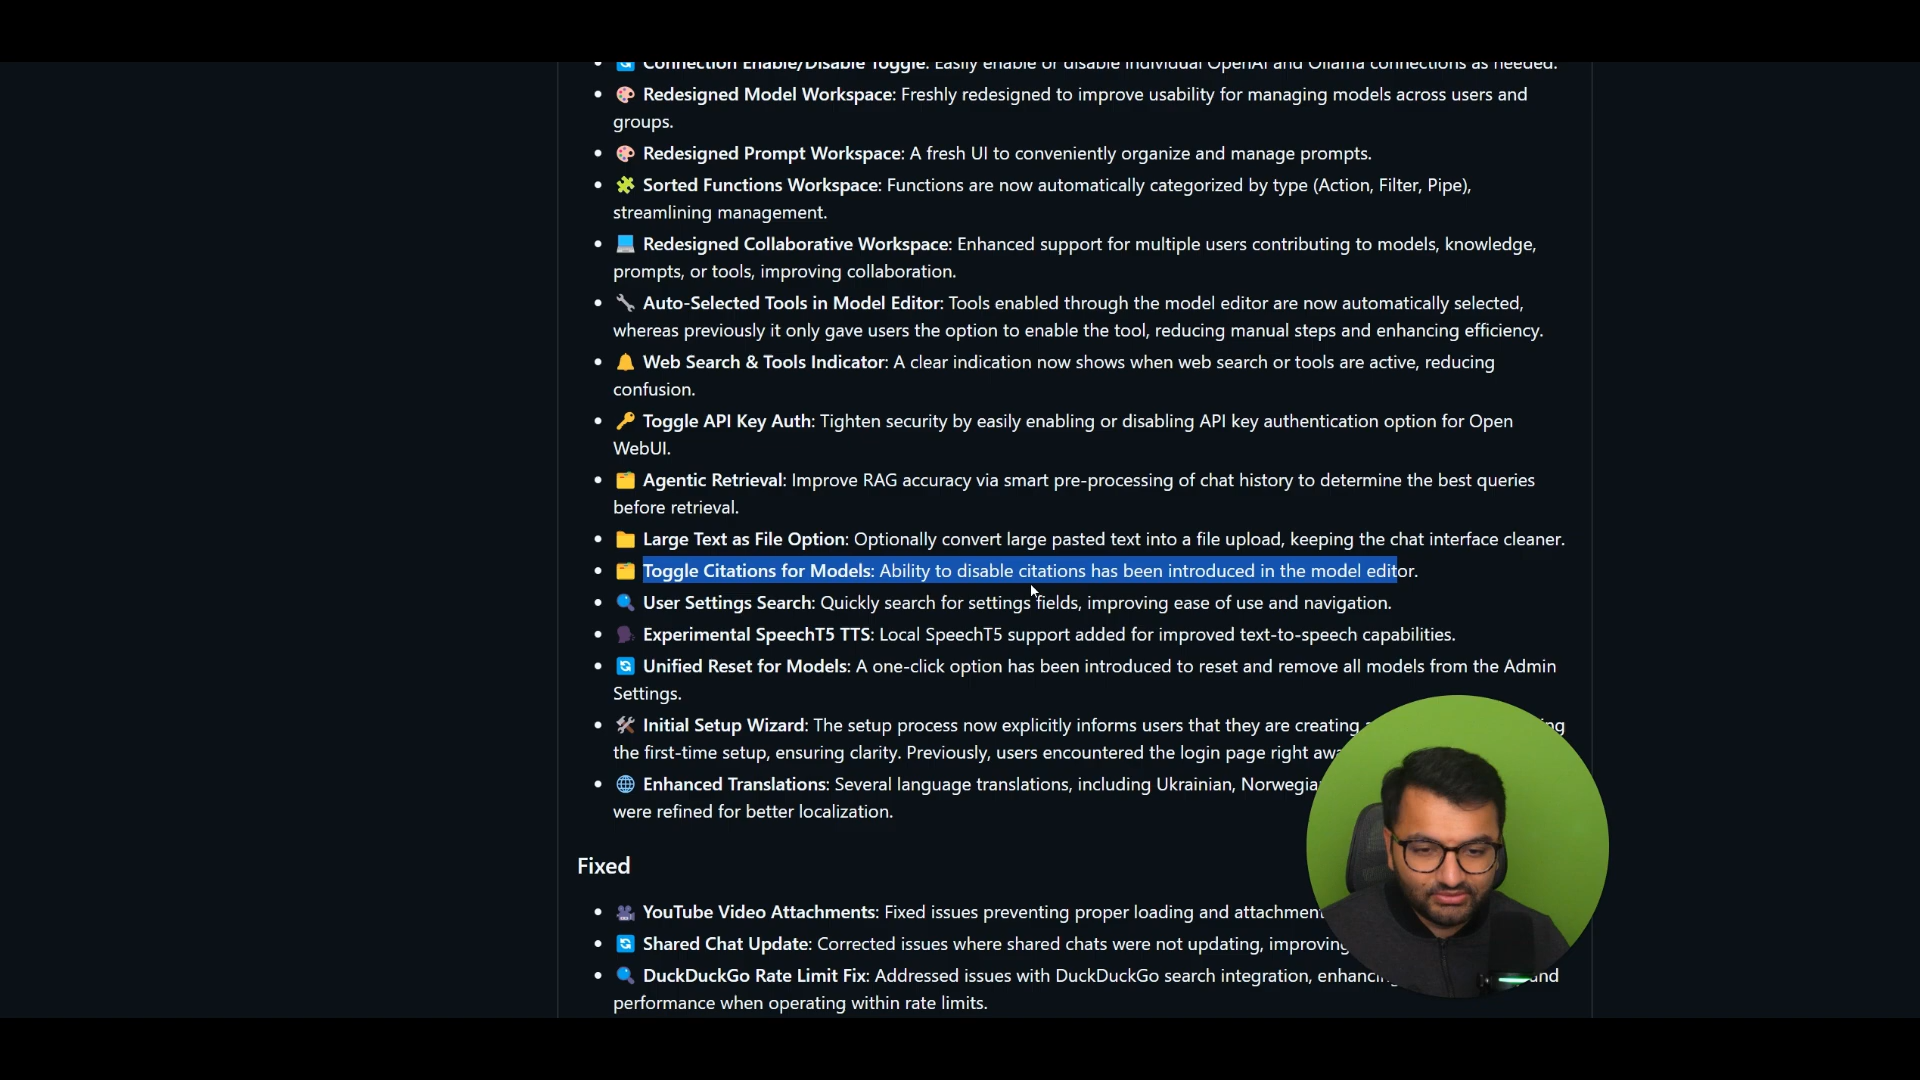 Connection Enable/Disable Toggle: Easily enable or disable individual OpenAI and Ollama connections as needed.
Redesigned Model Workspace: Freshly redesigned to improve usability for managing models across users and
groups.
Redesigned Prompt Workspace: A fresh UI to conveniently organize and manage prompts.
Sorted Functions Workspace: Functions are now automatically categorized by type (Action, Filter, Pipe),
streamlining management.
Redesigned Collaborative Workspace: Enhanced support for multiple users contributing to models, knowledge,
prompts, or tools, improving collaboration.
Auto-Selected Tools in Model Editor: Tools enabled through the model editor are now automatically selected,
whereas previously it only gave users the option to enable the tool, reducing manual steps and enhancing efficiency.
Web Search & Tools Indicator: A clear indication now shows when web search or tools are active, reducing
confusion.
Toggle API Key Auth: Tighten security by easily enabling or disabling API key authentication option for Open
WebUI.
Agentic Retrieval: Improve RAG accuracy via smart pre-processing of chat history to determine the best queries
before retrieval.
Large Text as File Option: Optionally convert large pasted text into a file upload, keeping the chat interface cleaner.
Toggle Citations for Models: Ability to disable citations has been introduced in the model editor.
User Settings Search: Quickly search for settings fields, improving ease of use and navigation.
Experimental SpeechT5 TTS: Local SpeechT5 support added for improved text-to-speech capabilities.
Unified Reset for Models: A one-click option has been introduced to reset and remove all models from the Admin
Settings.
Initial Setup Wizard: The setup process now explicitly informs users that they are creating
the first-time setup, ensuring clarity. Previously, users encountered the login page right
Enhanced Translations: Several language translations, including Ukrainian,
were refined for better localization.
Fixed
YouTube Video Attachments: Fixed issues preventing proper loading and
Shared Chat Update: Corrected issues where shared chats were not updating,
DuckDuckGo Rate Limit Fix: Addressed issues with DuckDuckGo search integration,
performance when operating within rate limits.